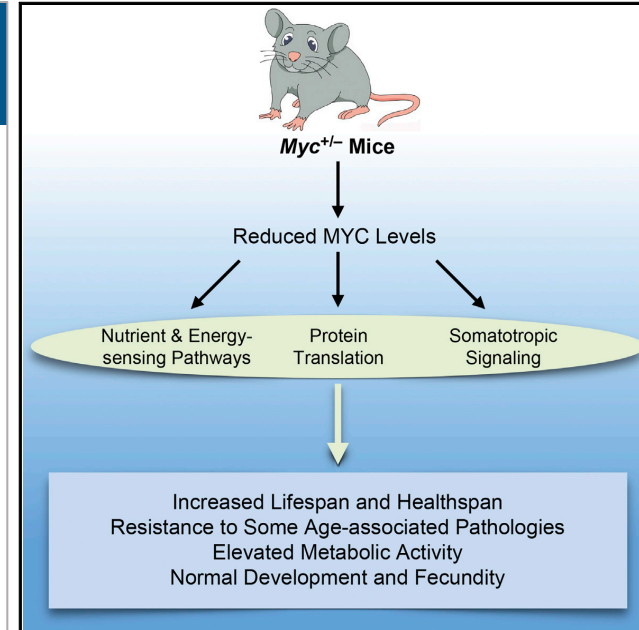 Myc+/– Mice
Reduced MYC Levels
Nutrient & Energy-
sensing Pathways
Protein
Translation
Somatotropic
Signaling
Increased Lifespan and Healthspan
Resistance to Some Age-associated Pathologies
Elevated Metabolic Activity
Normal Development and Fecundity